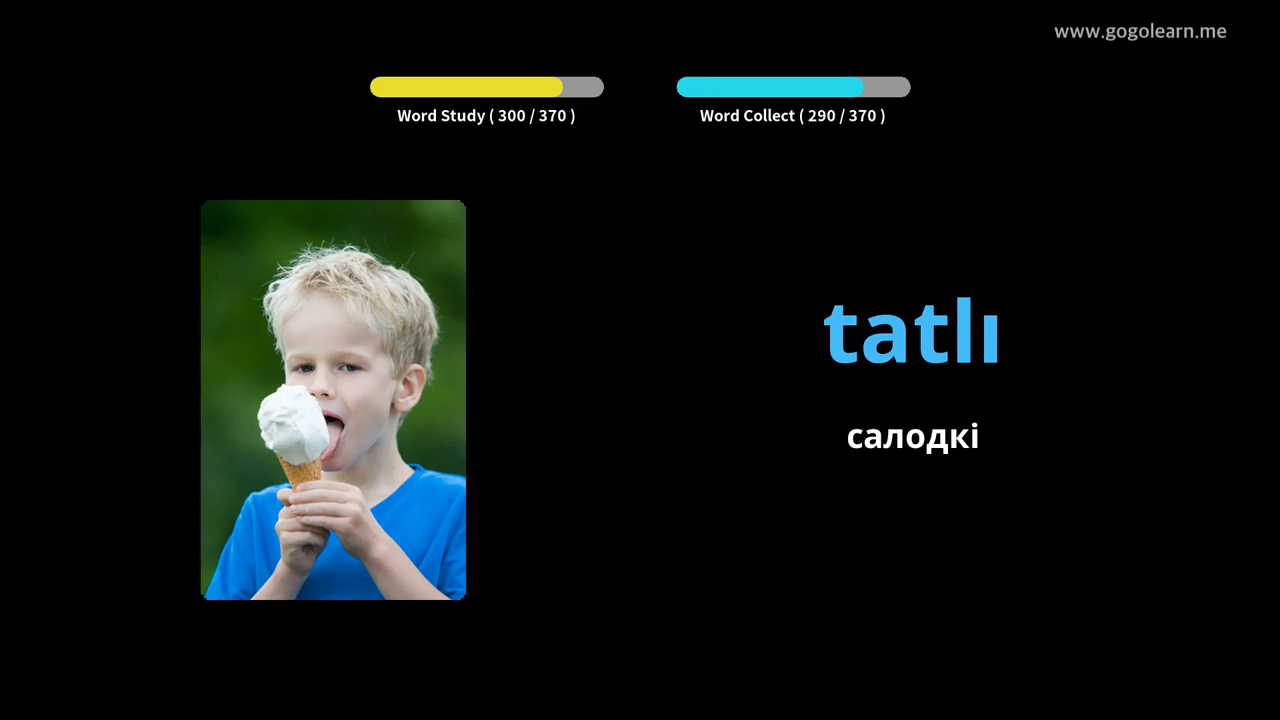 www.gogolearn.me
Word Study ( 300 / 370 )
Word Collect ( 290 / 370 )
tatlı
салодкі